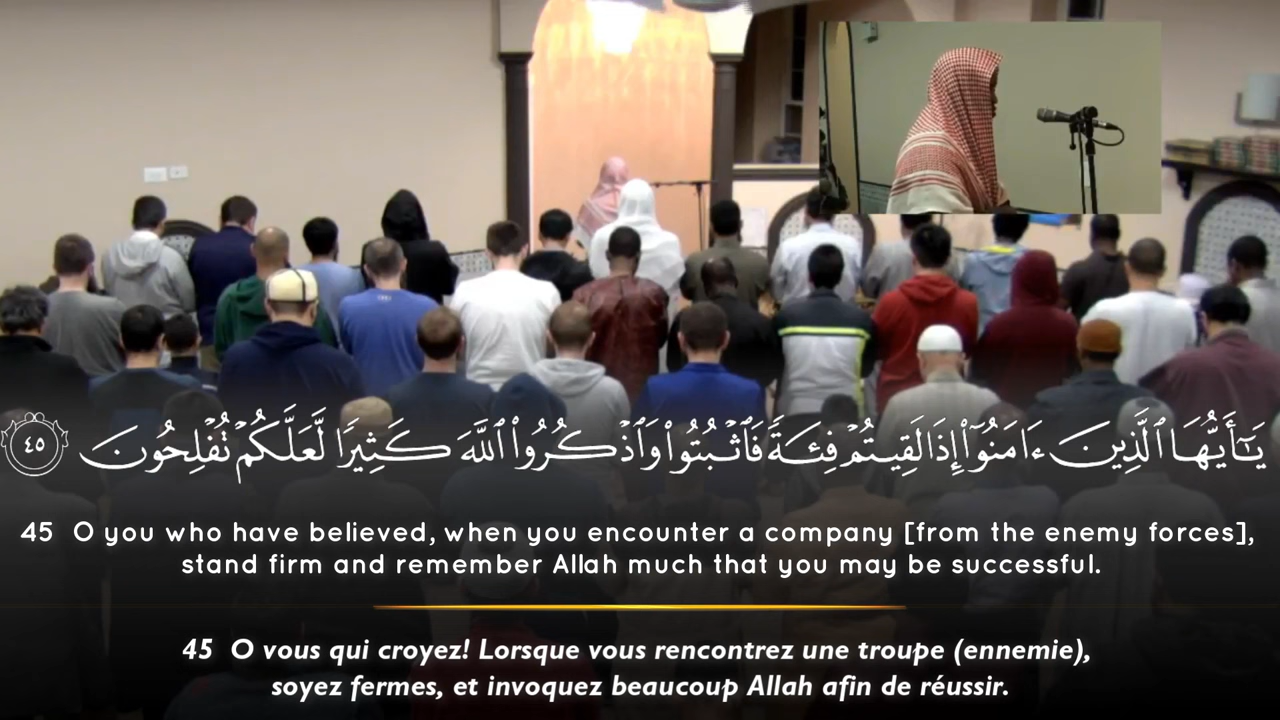 يَـٰٓأَيُّهَا ٱلَّذِينَ ءَامَنُوٓا۟ إِذَا لَقِيتُمْ فِئَةً فَٱثْبُتُوا۟ وَٱذْكُرُوا۟ ٱللَّهَ كَثِيرًا لَّعَلَّكُمْ تُفْلِحُونَ ٤٥
45 O you who have believed, when you encounter a company [from the enemy forces],
stand firm and remember Allah much that you may be successful.
45 O vous qui croyez! Lorsque vous rencontrez une troupe (ennemie),
soyez fermes, et invoquez beaucoup Allah afin de réussir.